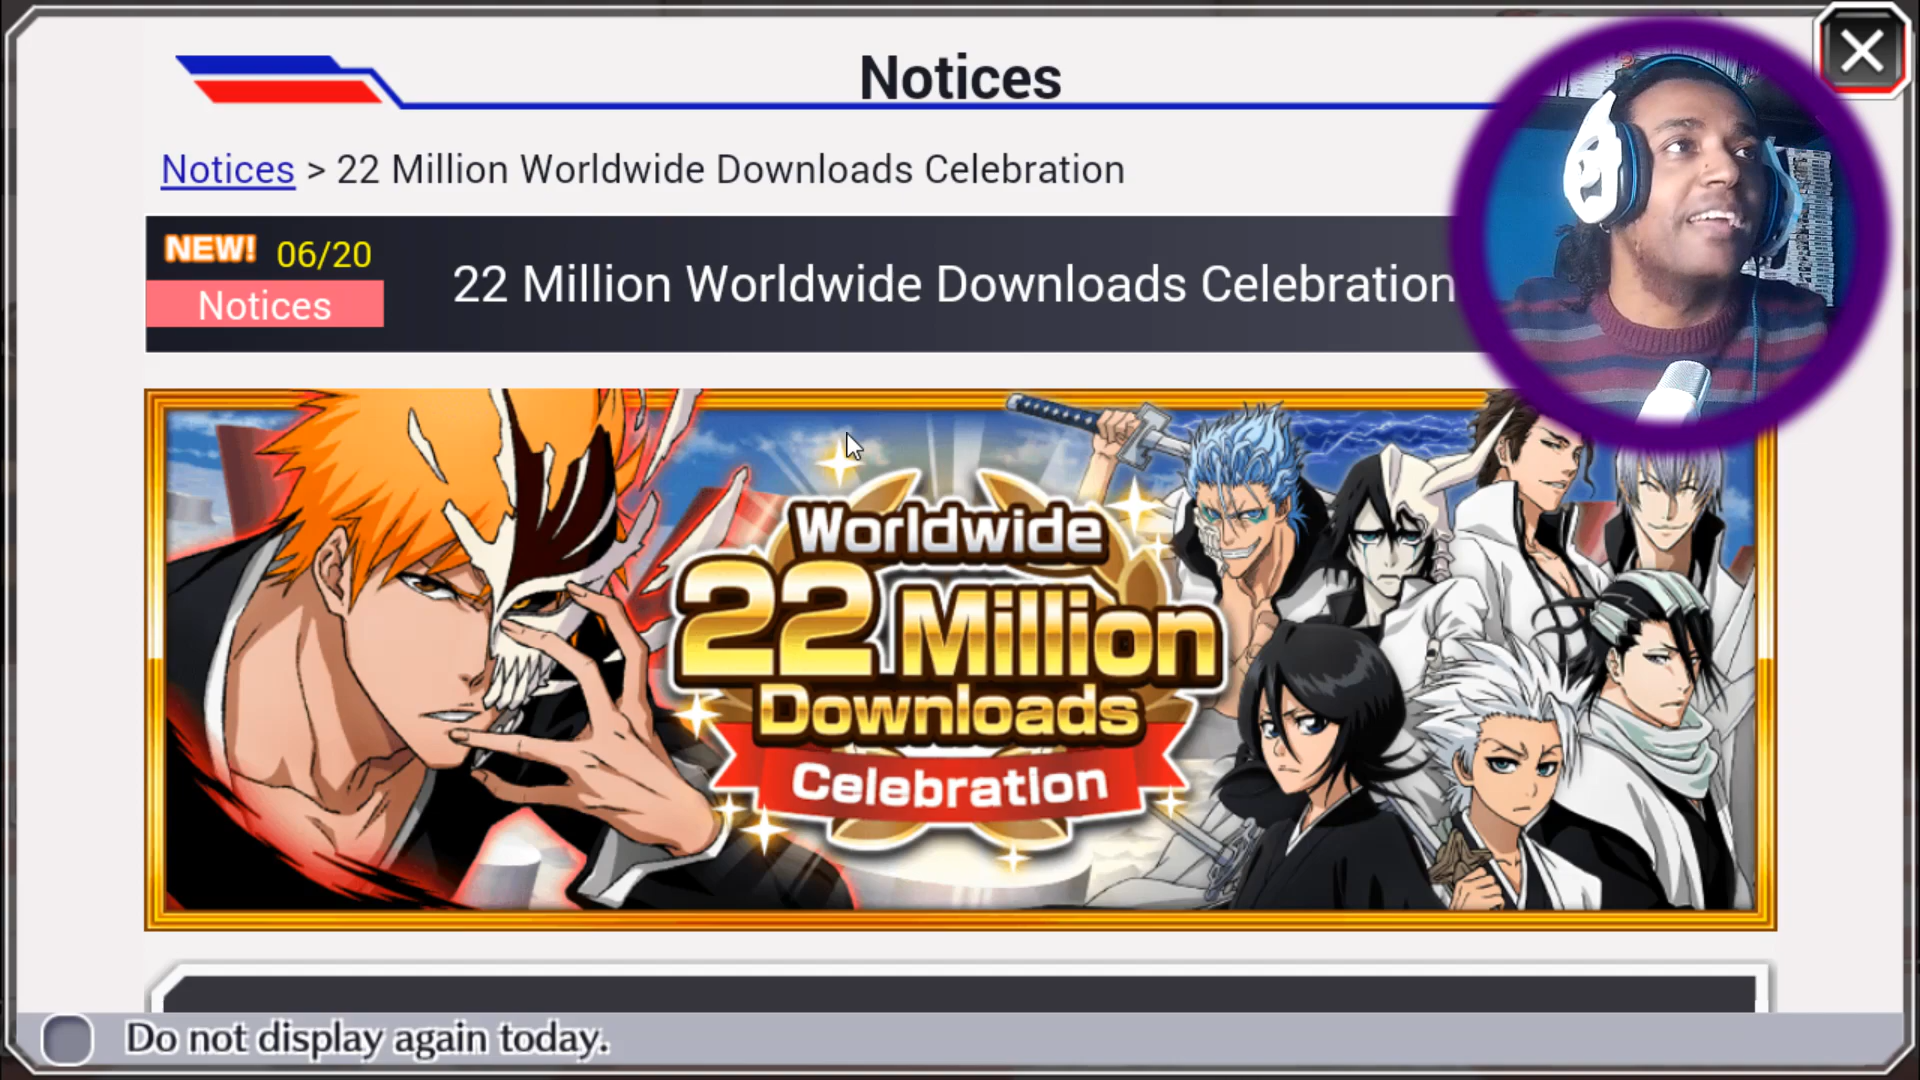 Notices
Notices > 22 Million Worldwide Downloads Celebration
NEW! 06/20
Notices
22 Million Worldwide Downloads Celebration
Worldwide
22 Million
Downloads
Celebration
Do not display again today.